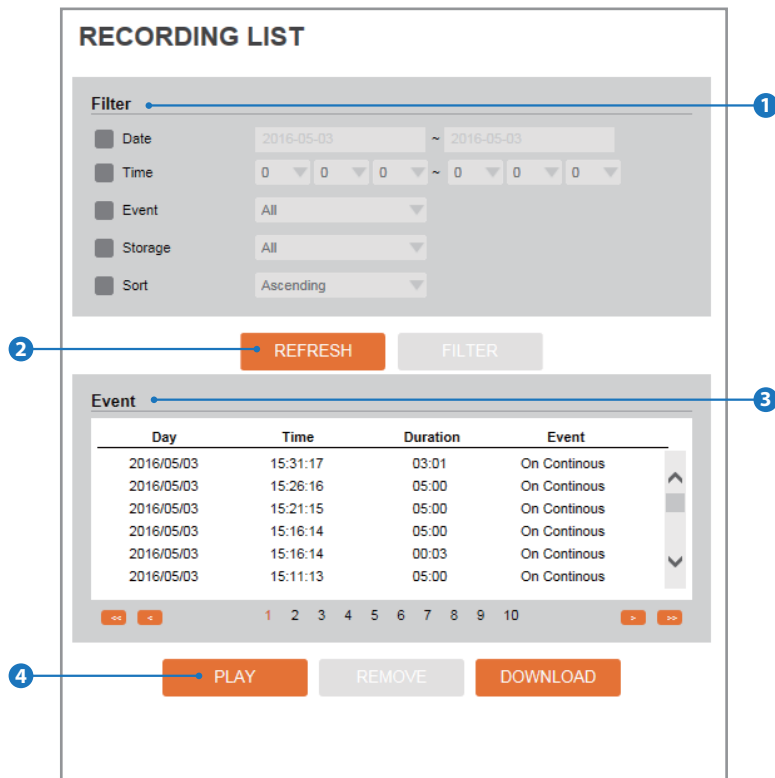 RECORDING LIST
Filter 1
Date 2016-05-03 ~ 2016-05-03
Time 0 0 0 ~ 0 0 0
Event All
Storage All
Sort Ascending
2 REFRESH FILTER
Event 3
Day Time Duration Event
2016/05/03 15:31:17 03:01 On Continous
2016/05/03 15:26:16 05:00 On Continous
2016/05/03 15:21:15 05:00 On Continous
2016/05/03 15:16:14 05:00 On Continous
2016/05/03 15:16:14 00:03 On Continous
2016/05/03 15:11:13 05:00 On Continous
<< < 1 2 3 4 5 6 7 8 9 10 > >>
4 PLAY REMOVE DOWNLOAD